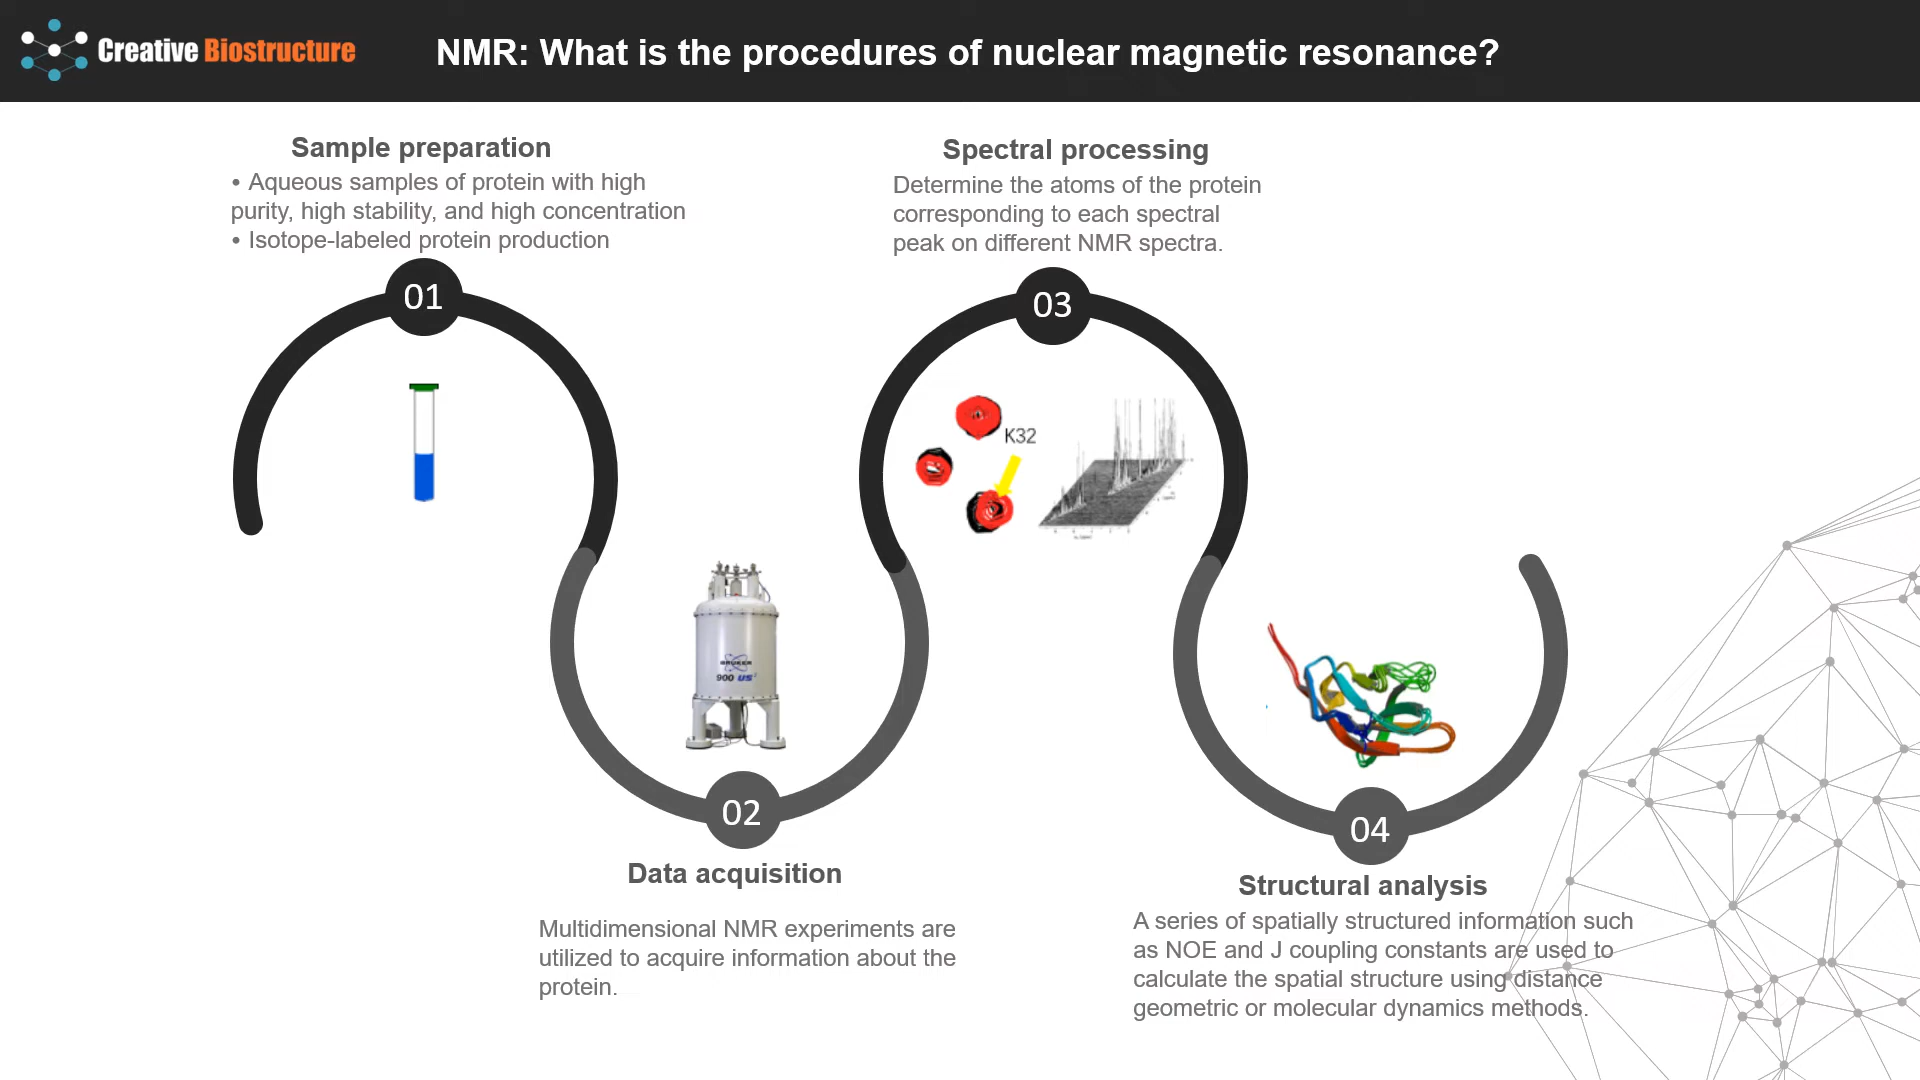 Creative Biostructure
NMR: What is the procedures of nuclear magnetic resonance?
Sample preparation
• Aqueous samples of protein with high
purity, high stability, and high concentration
• Isotope-labeled protein production
01
Spectral processing
Determine the atoms of the protein
corresponding to each spectral
peak on different NMR spectra.
03
K32
BRUKER
900 US²
02
Data acquisition
Multidimensional NMR experiments are
utilized to acquire information about the
protein.
04
Structural analysis
A series of spatially structured information such
as NOE and J coupling constants are used to
calculate the spatial structure using distance
geometric or molecular dynamics methods.